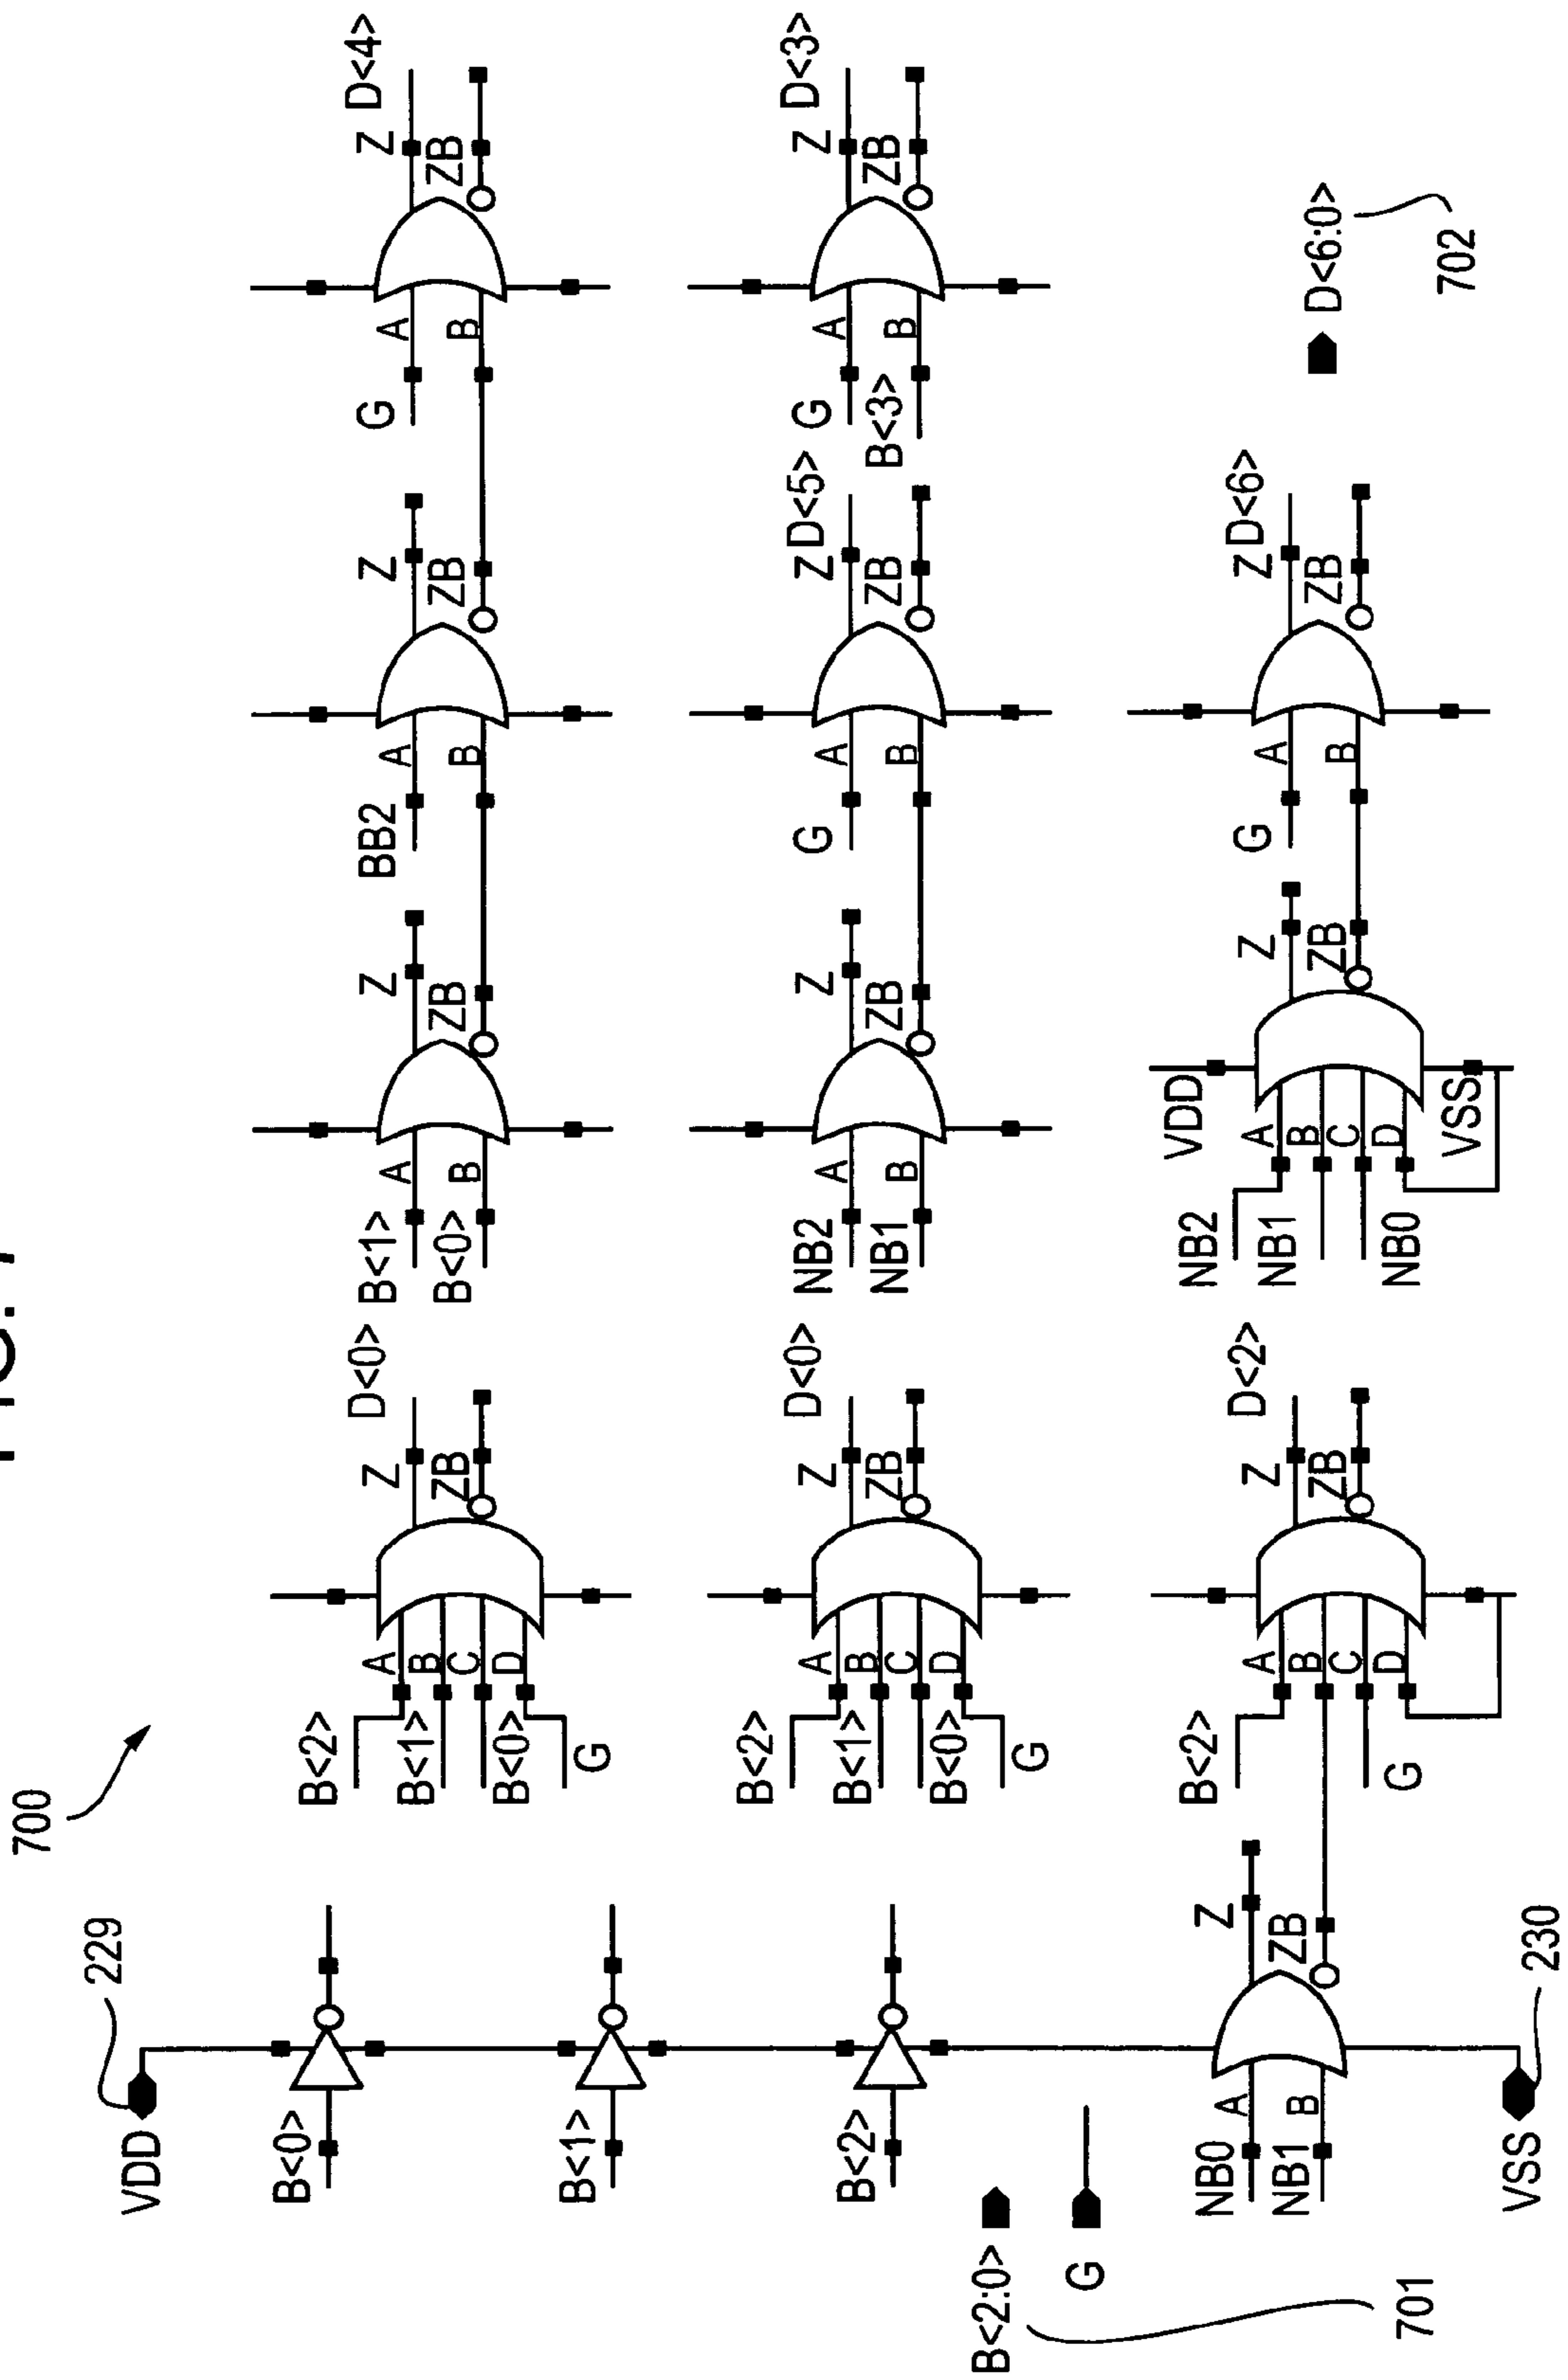 FIG. 7
700
229
VDD
B<0>
B<1>
B<2>
B<2:0>
G
701
NB0
NB1
A
B
Z
ZB
VSS
230
B<2>
B<1>
B<0>
G
A
B
C
D
Z
ZB
D<0>
B<1>
B<0>
A
B
Z
ZB
BB2
A
B
Z
ZB
G
A
B
Z
ZB
D<4>
B<2>
B<1>
B<0>
G
A
B
C
D
Z
ZB
D<0>
NB2
NB1
A
B
Z
ZB
G
A
B
Z
ZB
D<5>
G
B<3>
A
B
Z
ZB
D<3>
B<2>
G
A
B
C
D
Z
ZB
D<2>
NB2
NB1
NB0
VDD
A
B
C
D
VSS
Z
ZB
G
A
B
Z
ZB
D<6>
D<6:0>
702